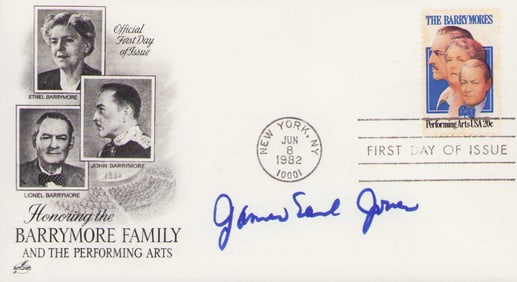 Official
First Day
of Issue
ETHEL BARRYMORE
JOHN BARRYMORE
LIONEL BARRYMORE
Honoring the
BARRYMORE FAMILY
AND THE PERFORMING ARTS
ArtCraft
THE BARRYMORES
Performing Arts USA 20c
NEW YORK, NY
JUN
8
1982
10001
FIRST DAY OF ISSUE
James Earl Jones